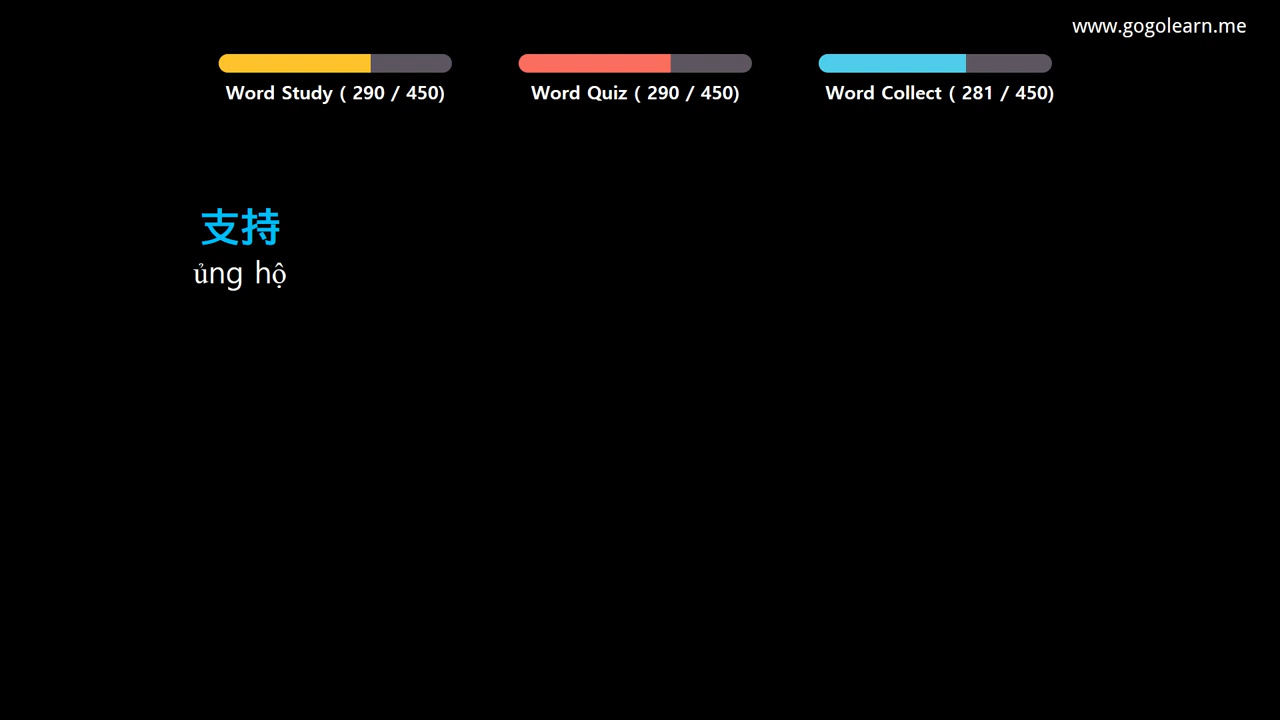 www.gogolearn.me
Word Study ( 290 / 450)
Word Quiz ( 290 / 450)
Word Collect ( 281 / 450)
支持
ủng hộ